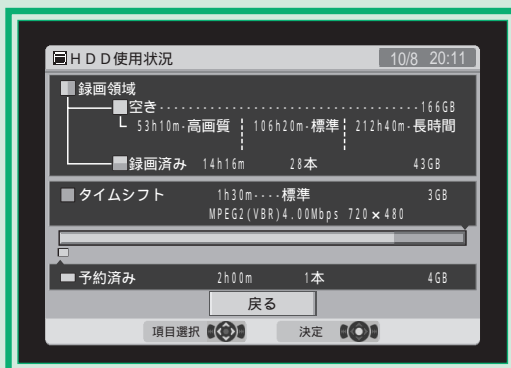 HDD使用状況 10/8 20:11
録画領域
空き・・・・・・・・・・・・・・・・・・・・・・・・・・・・・・・・・・166GB
53h10m・高画質 106h20m・標準 212h40m・長時間
録画済み 14h16m 28本 43GB
タイムシフト 1h30m・・・・標準 3GB
MPEG2(VBR)4.00Mbps 720×480
予約済み 2h00m 1本 4GB
戻る
項目選択 決定